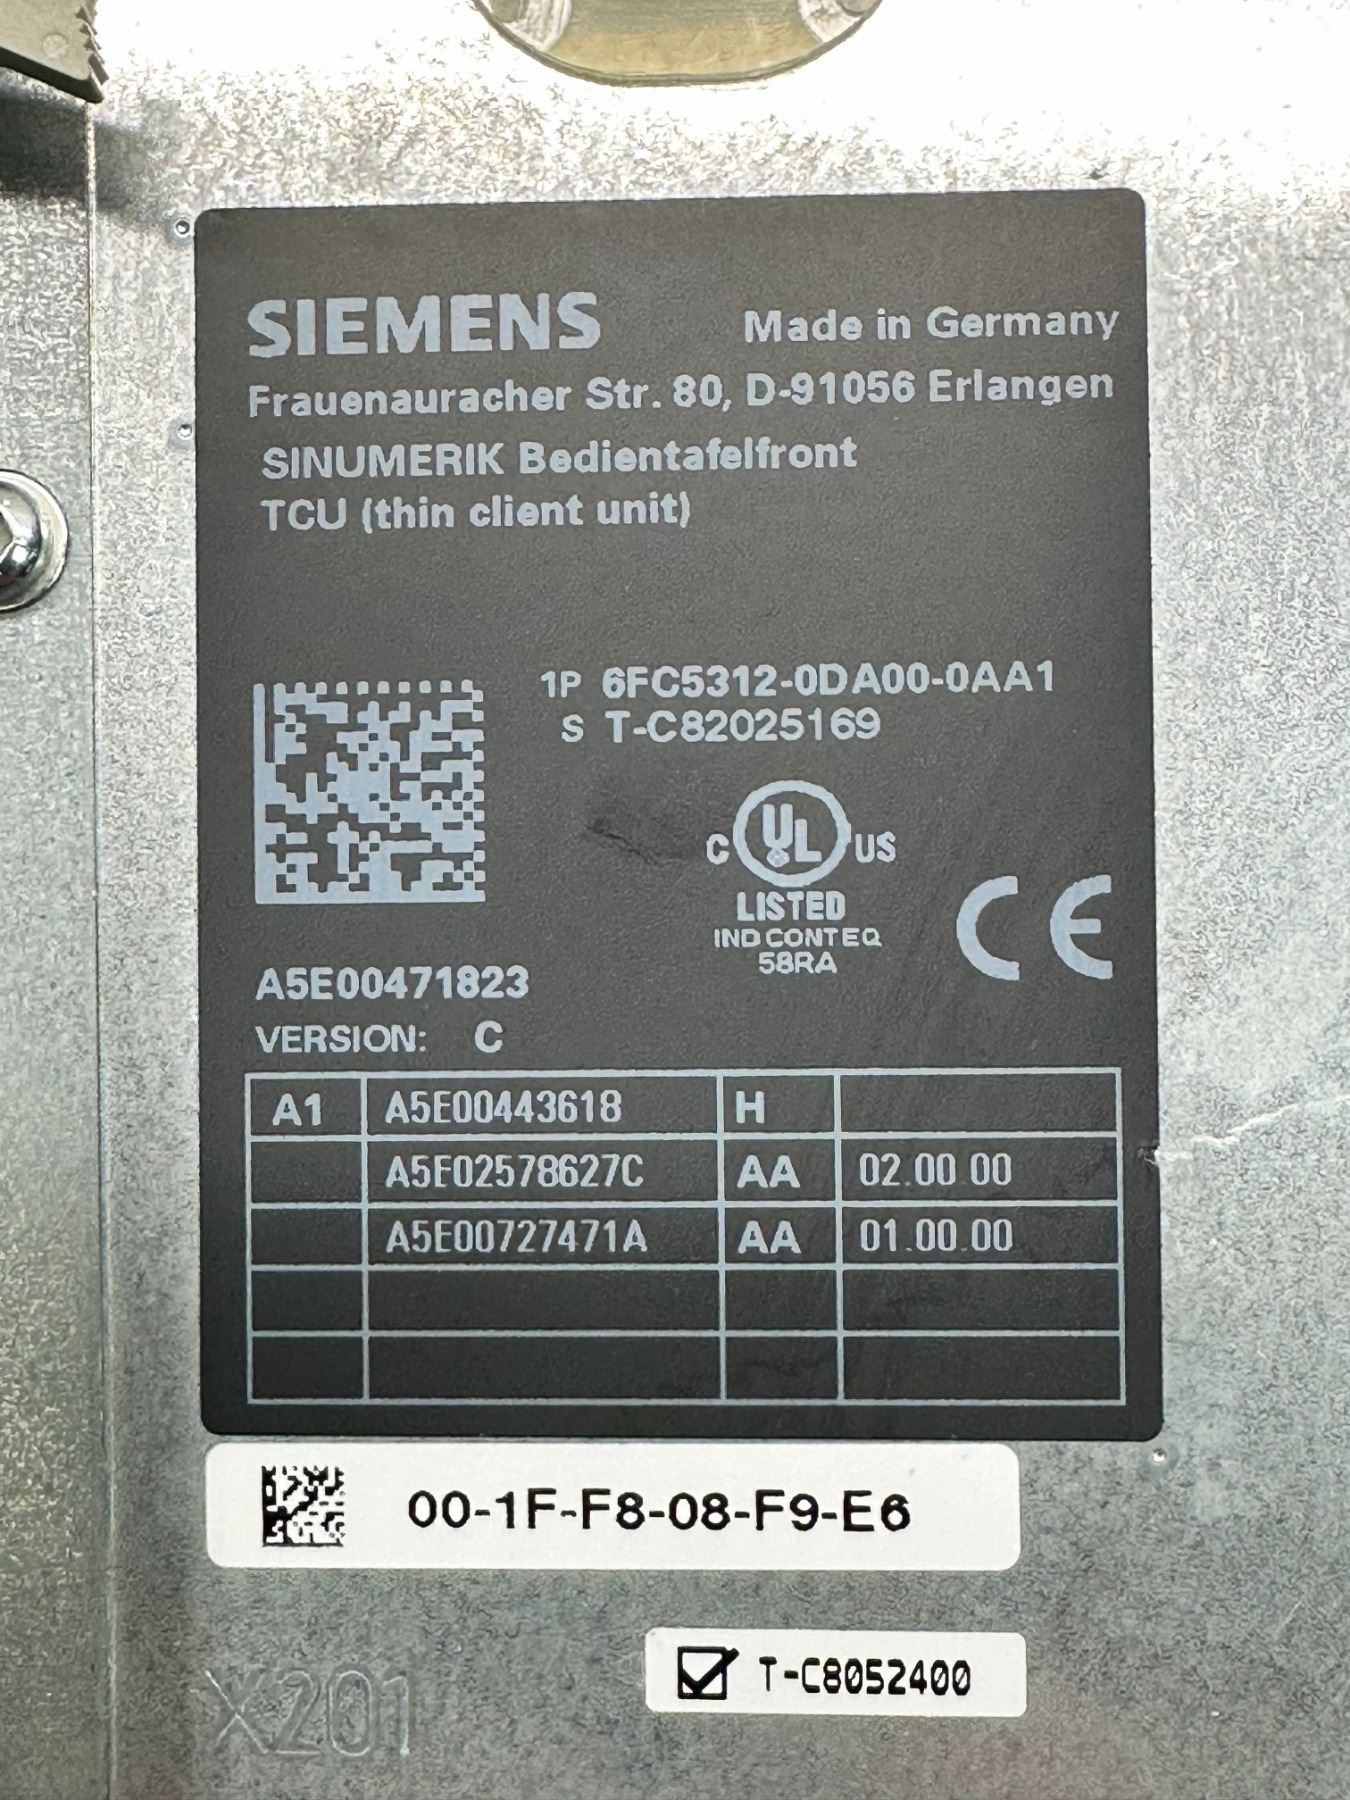 SIEMENS Made in Germany
Frauenauracher Str. 80, D-91056 Erlangen
SINUMERIK Bedientafelfront
TCU (thin client unit)
1P 6FC5312-0DA00-0AA1
S T-C82025169
C UL US
LISTED
IND CONT EQ
58RA
CE
A5E00471823
VERSION: C
A1 A5E00443618 H
A5E02578627C AA 02.00.00
A5E00727471A AA 01.00.00
00-1F-F8-08-F9-E6
T-C8052400
X201